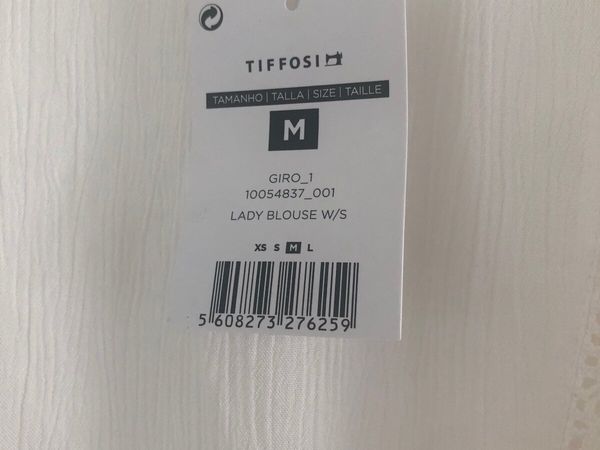 TIFFOSI
TAMANHO | TALLA | SIZE | TAILLE
M
GIRO_1
10054837_001
LADY BLOUSE W/S
XS S M L
5 608273 276259